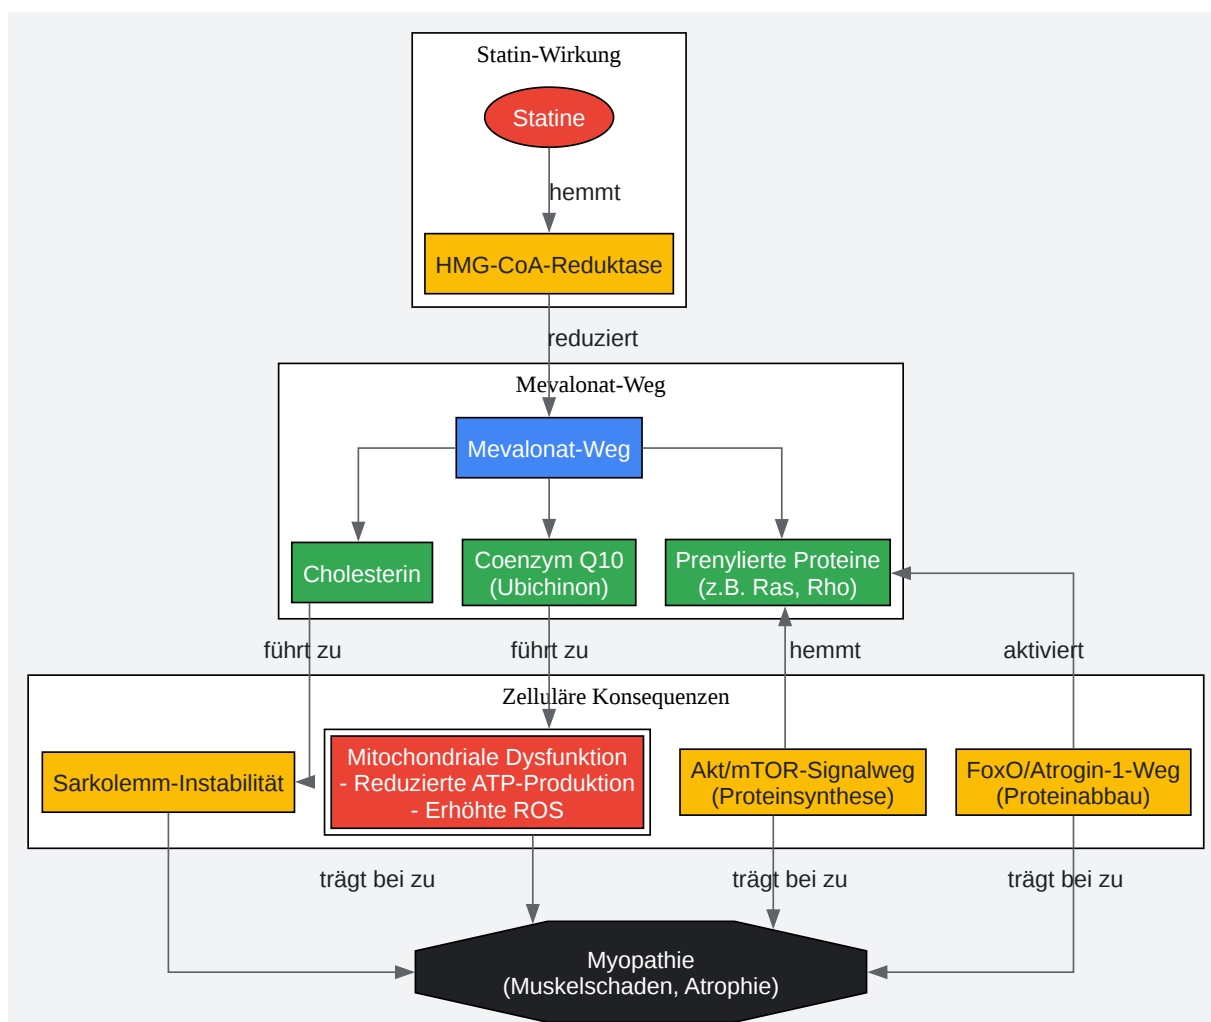 Statin-Wirkung
Statine
hemmt
HMG-CoA-Reduktase
reduziert
Mevalonat-Weg
Mevalonat-Weg
Cholesterin
Coenzym Q10
(Ubichinon)
Prenylierte Proteine
(z.B. Ras, Rho)
führt zu
führt zu
hemmt
aktiviert
Zelluläre Konsequenzen
Sarkolemm-Instabilität
Mitochondriale Dysfunktion
- Reduzierte ATP-Produktion
- Erhöhte ROS
Akt/mTOR-Signalweg
(Proteinsynthese)
FoxO/Atrogin-1-Weg
(Proteinabbau)
trägt bei zu
trägt bei zu
trägt bei zu
Myopathie
(Muskelschaden, Atrophie)